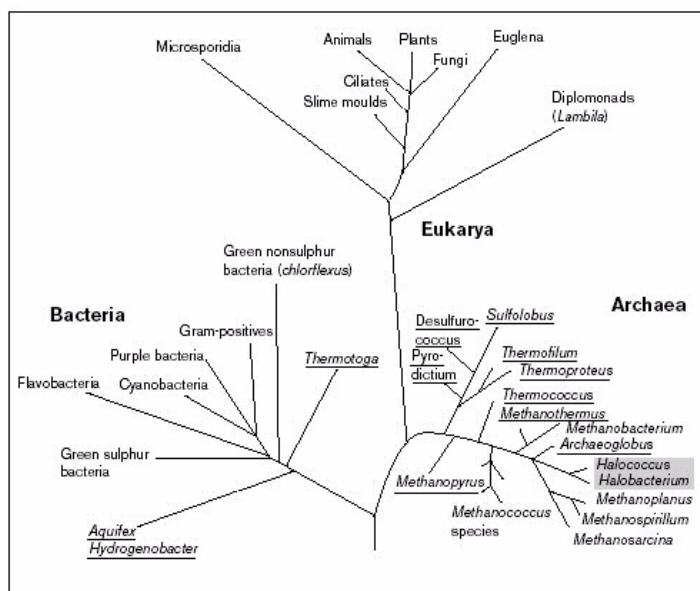 Microsporidia
Animals
Plants
Fungi
Euglena
Ciliates
Slime moulds
Diplomonads
(Lambila)
Eukarya
Green nonsulphur
bacteria (chlorflexus)
Bacteria
Archaea
Gram-positives
Purple bacteria
Flavobacteria
Cyanobacteria
Thermotoga
Green sulphur
bacteria
Aquifex
Hydrogenobacter
Desulfuro-
coccus
Sulfolobus
Pyro-
dictium
Thermofilum
Thermoproteus
Thermococcus
Methanothermus
Methanobacterium
Archaeoglobus
Halococcus
Halobacterium
Methanopyrus
Methanoplanus
Methanococcus
species
Methanospirillum
Methanosarcina